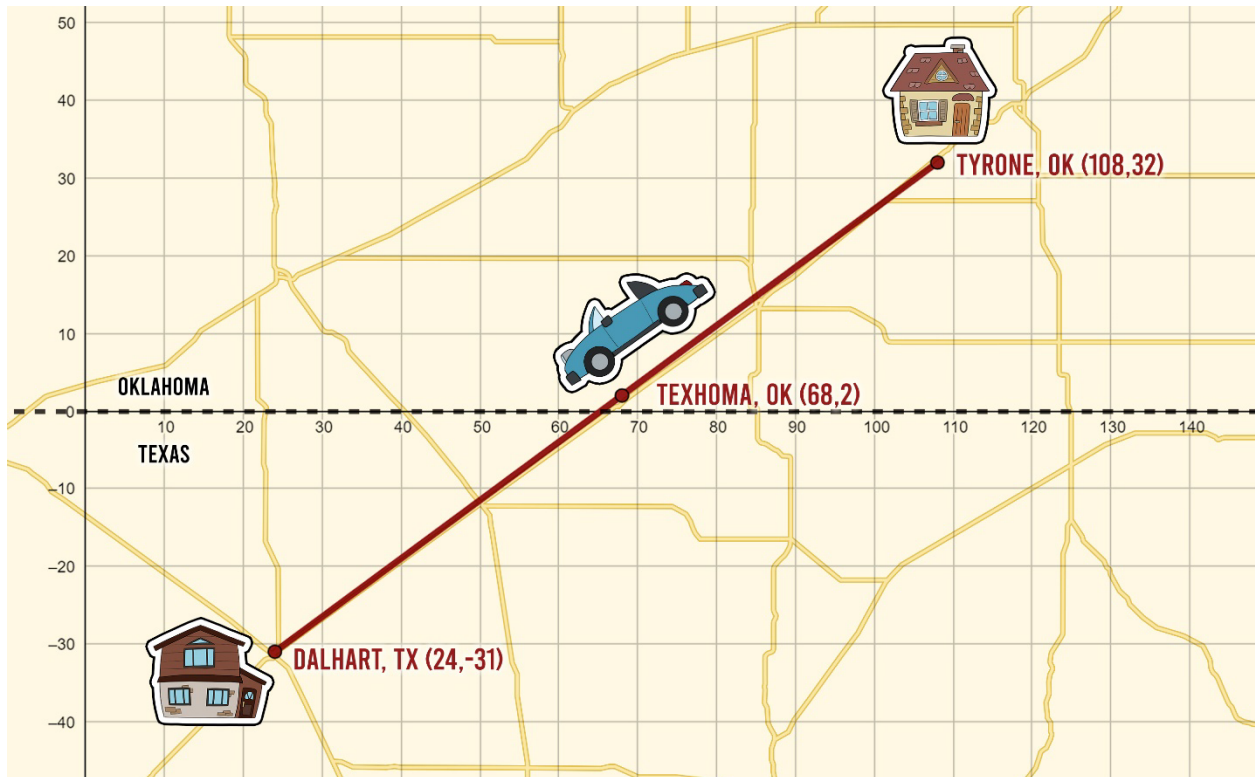 50
40
TYRONE, OK (108,32)
30
20
10
OKLAHOMA
TEXHOMA, OK (68,2)
0
10 20 30 40 50 60 70 80 90 100 110 120 130 140
TEXAS
–10
–20
–30
DALHART, TX (24,-31)
–40